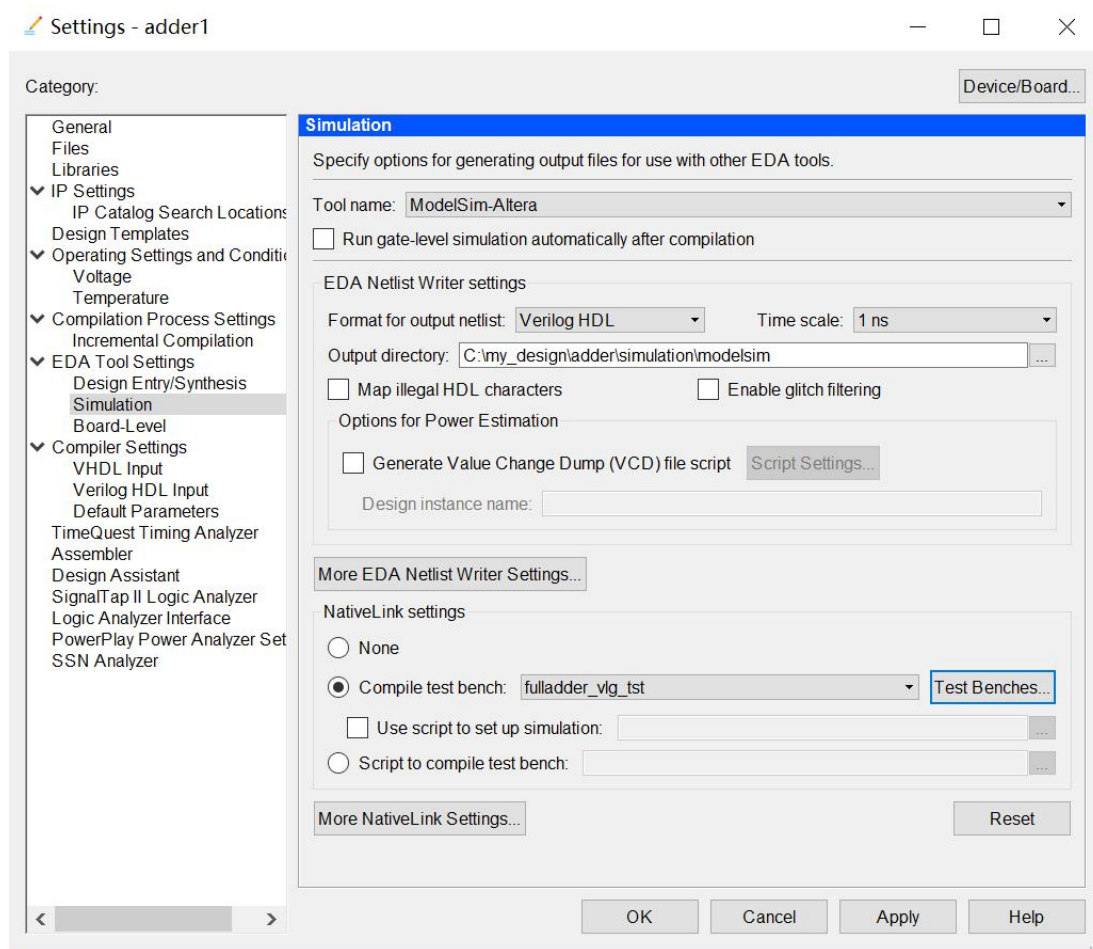 Settings - adder1
Category:
Device/Board...
General
Files
Libraries
IP Settings
IP Catalog Search Locations
Design Templates
Operating Settings and Conditi
Voltage
Temperature
Compilation Process Settings
Incremental Compilation
EDA Tool Settings
Design Entry/Synthesis
Simulation
Board-Level
Compiler Settings
VHDL Input
Verilog HDL Input
Default Parameters
TimeQuest Timing Analyzer
Assembler
Design Assistant
SignalTap II Logic Analyzer
Logic Analyzer Interface
PowerPlay Power Analyzer Set
SSN Analyzer
Simulation
Specify options for generating output files for use with other EDA tools.
Tool name: ModelSim-Altera
Run gate-level simulation automatically after compilation
EDA Netlist Writer settings
Format for output netlist: Verilog HDL Time scale: 1 ns
Output directory: C:\my_design\adder\simulation\modelsim ...
Map illegal HDL characters Enable glitch filtering
Options for Power Estimation
Generate Value Change Dump (VCD) file script Script Settings...
Design instance name:
More EDA Netlist Writer Settings...
NativeLink settings
None
Compile test bench: fulladder_vlg_tst Test Benches...
Use script to set up simulation: ...
Script to compile test bench: ...
More NativeLink Settings... Reset
OK Cancel Apply Help